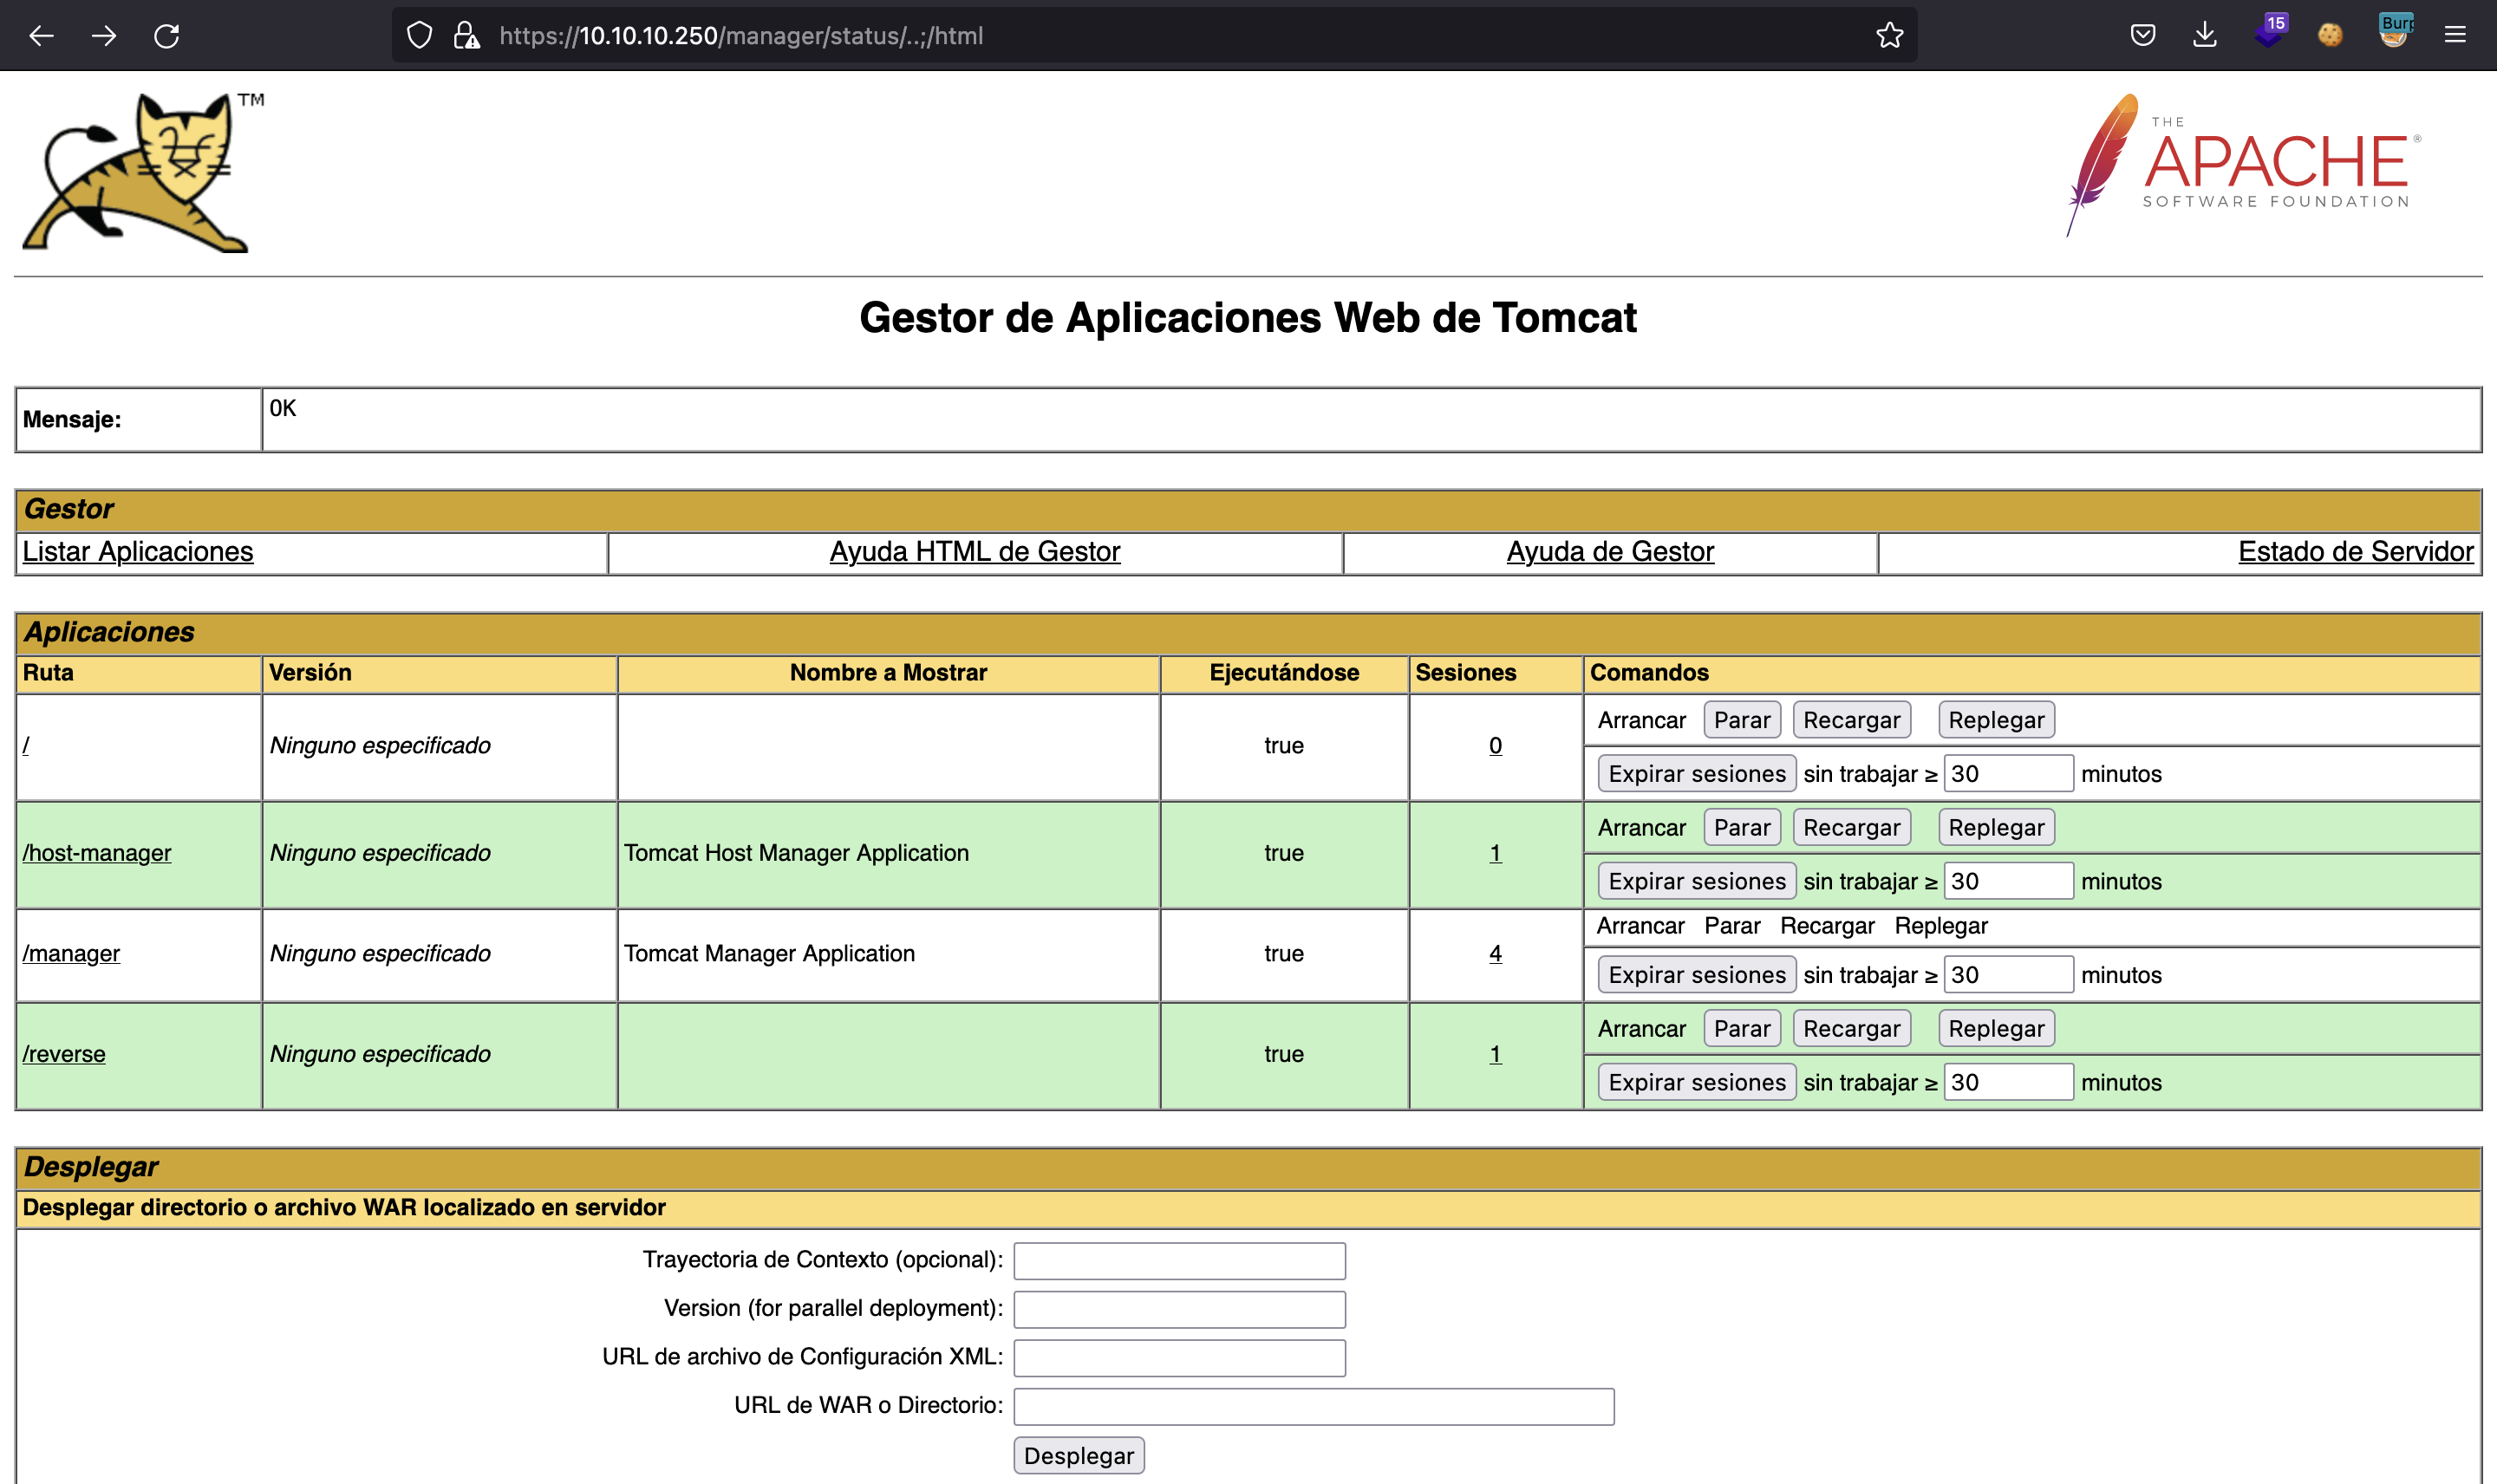 https://10.10.10.250/manager/status/..;/html
15
Burp
TM
THE
APACHE®
SOFTWARE FOUNDATION
Gestor de Aplicaciones Web de Tomcat
Mensaje: OK
Gestor
Listar Aplicaciones Ayuda HTML de Gestor Ayuda de Gestor Estado de Servidor
Aplicaciones
Ruta Versión Nombre a Mostrar Ejecutándose Sesiones Comandos
/ Ninguno especificado true 0 Arrancar Parar Recargar Replegar
Expirar sesiones sin trabajar ≥ 30 minutos
/host-manager Ninguno especificado Tomcat Host Manager Application true 1 Arrancar Parar Recargar Replegar
Expirar sesiones sin trabajar ≥ 30 minutos
/manager Ninguno especificado Tomcat Manager Application true 4 Arrancar Parar Recargar Replegar
Expirar sesiones sin trabajar ≥ 30 minutos
/reverse Ninguno especificado true 1 Arrancar Parar Recargar Replegar
Expirar sesiones sin trabajar ≥ 30 minutos
Desplegar
Desplegar directorio o archivo WAR localizado en servidor
Trayectoria de Contexto (opcional):
Version (for parallel deployment):
URL de archivo de Configuración XML:
URL de WAR o Directorio:
Desplegar